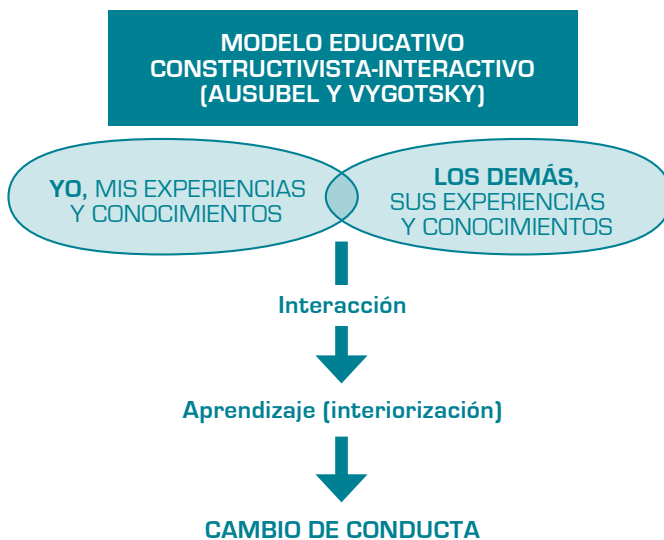 MODELO EDUCATIVO
CONSTRUCTIVISTA-INTERACTIVO
(AUSUBEL Y VYGOTSKY)
YO, MIS EXPERIENCIAS
Y CONOCIMIENTOS
LOS DEMÁS,
SUS EXPERIENCIAS
Y CONOCIMIENTOS
Interacción
Aprendizaje (interiorización)
CAMBIO DE CONDUCTA